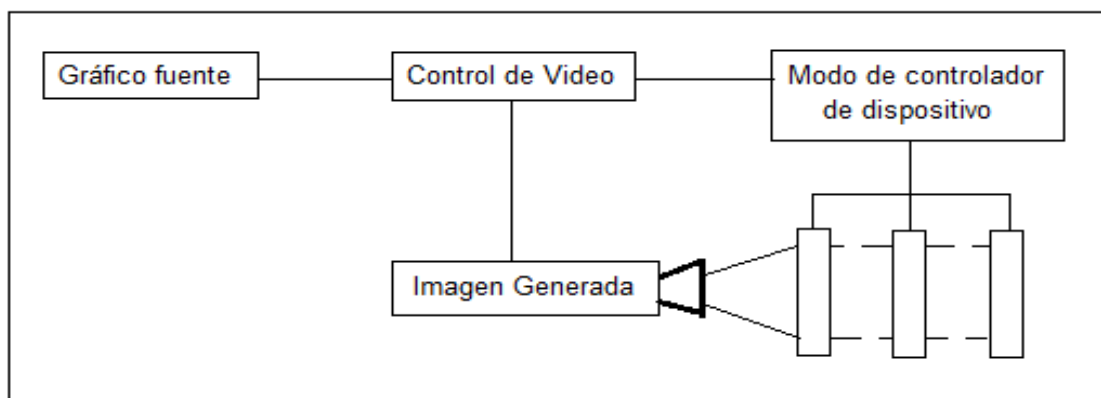 Gráfico fuente
Control de Video
Modo de controlador
de dispositivo
Imagen Generada